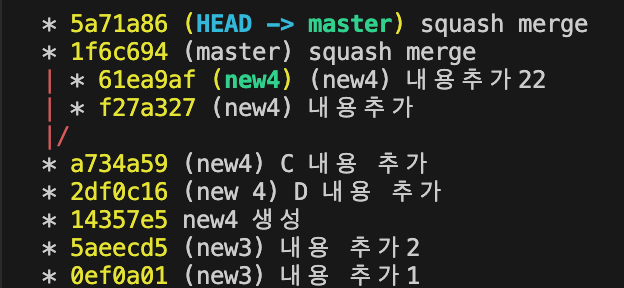 * 5a71a86 (HEAD -> master) squash merge
* 1f6c694 (master) squash merge
| * 61ea9af (new4) (new4) 내용추가22
| * f27a327 (new4) 내용추가
|/
* a734a59 (new4) C 내용 추가
* 2df0c16 (new 4) D 내용 추가
* 14357e5 new4 생성
* 5aeecd5 (new3) 내용 추가2
* 0ef0a01 (new3) 내용 추가1